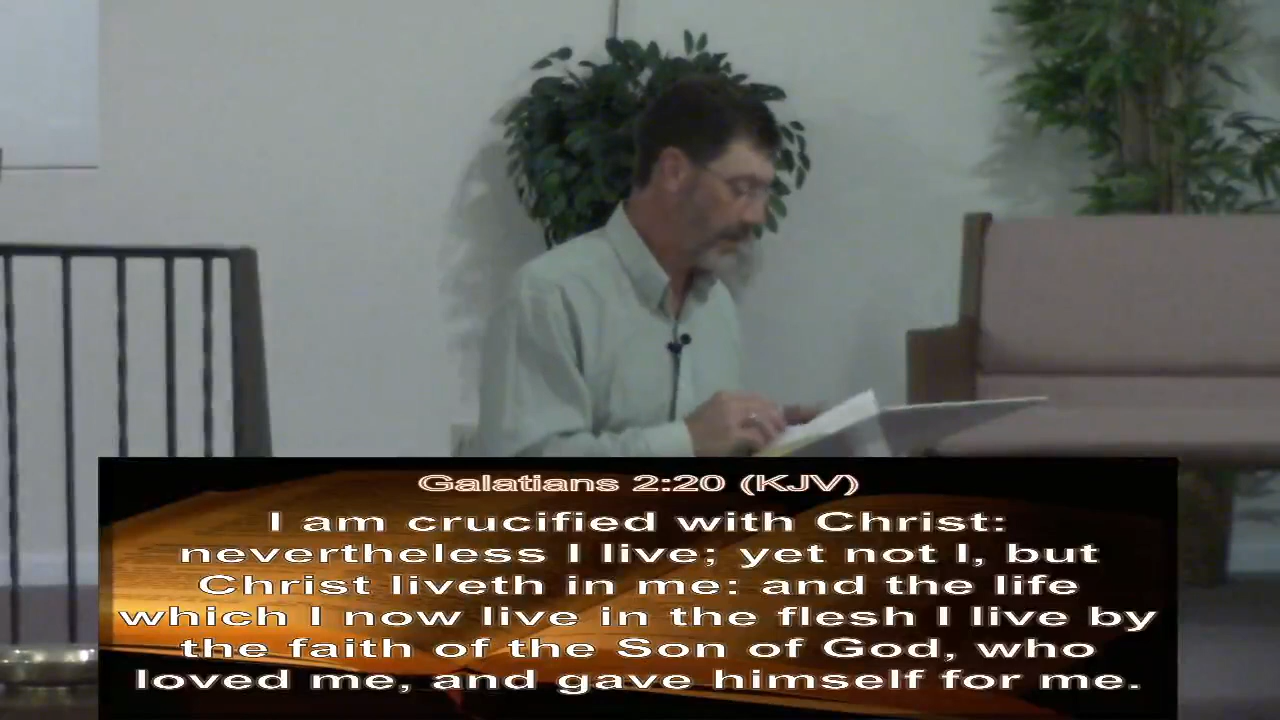 Galatians 2:20 (KJV)
I am crucified with Christ:
nevertheless I live; yet not I, but
Christ liveth in me: and the life
which I now live in the flesh I live by
the faith of the Son of God, who
loved me, and gave himself for me.